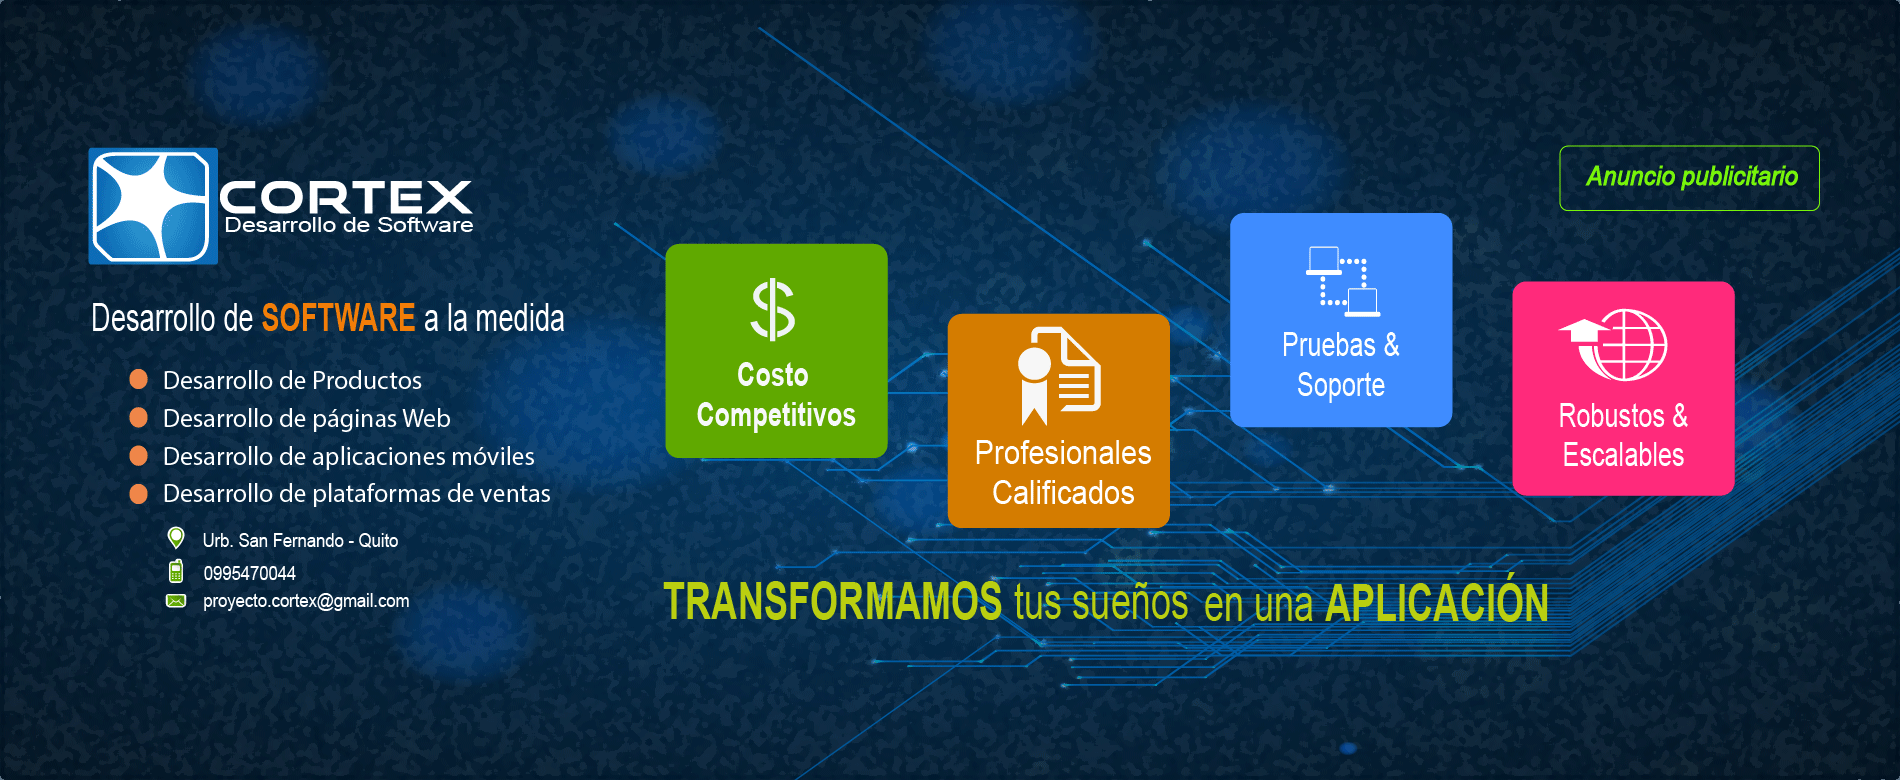 CORTEX
Desarrollo de Software
Desarrollo de SOFTWARE a la medida
Desarrollo de Productos
Desarrollo de páginas Web
Desarrollo de aplicaciones móviles
Desarrollo de plataformas de ventas
Urb. San Fernando - Quito
0995470044
proyecto.cortex@gmail.com
$
Costo
Competitivos
Profesionales
Calificados
Pruebas &
Soporte
Robustos &
Escalables
Anuncio publicitario
TRANSFORMAMOS tus sueños en una APLICACIÓN